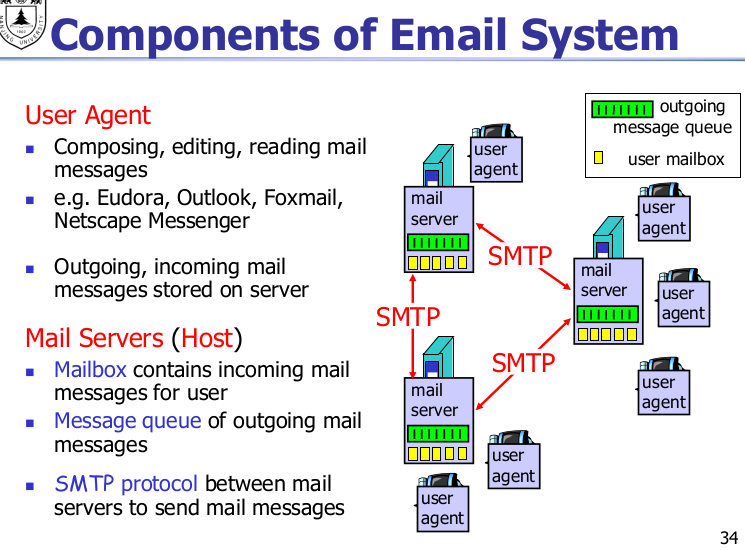 Components of Email System
User Agent
Composing, editing, reading mail
messages
e.g. Eudora, Outlook, Foxmail,
Netscape Messenger
Outgoing, incoming mail
messages stored on server
Mail Servers (Host)
Mailbox contains incoming mail
messages for user
Message queue of outgoing mail
messages
SMTP protocol between mail
servers to send mail messages
outgoing
message queue
user mailbox
user
agent
mail
server
SMTP
user
agent
mail
server
user
agent
SMTP
SMTP
user
agent
mail
server
user
agent
user
agent
34